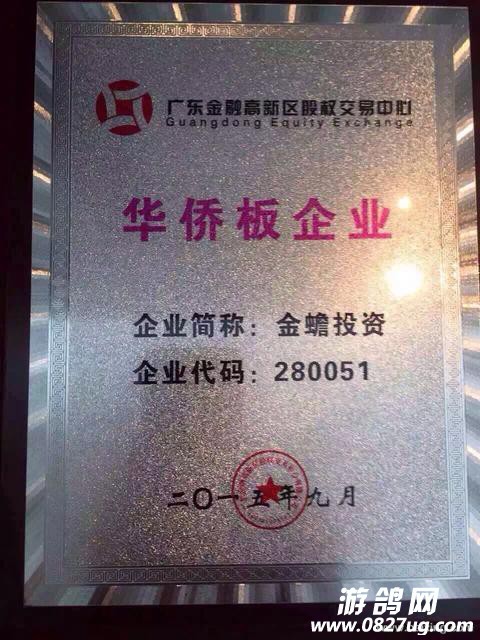 广东金融高新区股权交易中心
Guangdong Equity Exchange
华侨板企业
企业简称：金蟾投资
企业代码：280051
二〇一五年九月
游鸽网
www.0827ug.com